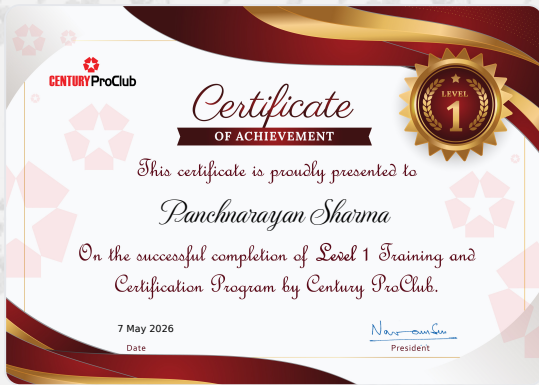 CENTURY ProClub
Certificate
OF ACHIEVEMENT
LEVEL
1
This certificate is proudly presented to
Panchnarayan Sharma
On the successful completion of Level 1 Training and
Certification Program by Century ProClub.
7 May 2026
Date
President